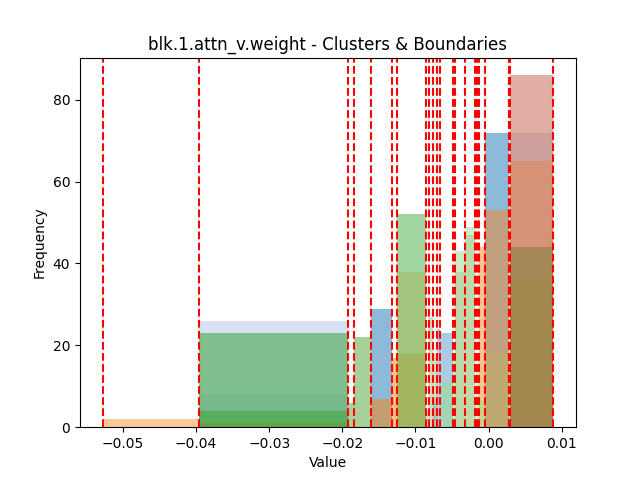 blk.1.attn_v.weight - Clusters & Boundaries
Frequency
80
60
40
20
0
−0.05 −0.04 −0.03 −0.02 −0.01 0.00 0.01
Value